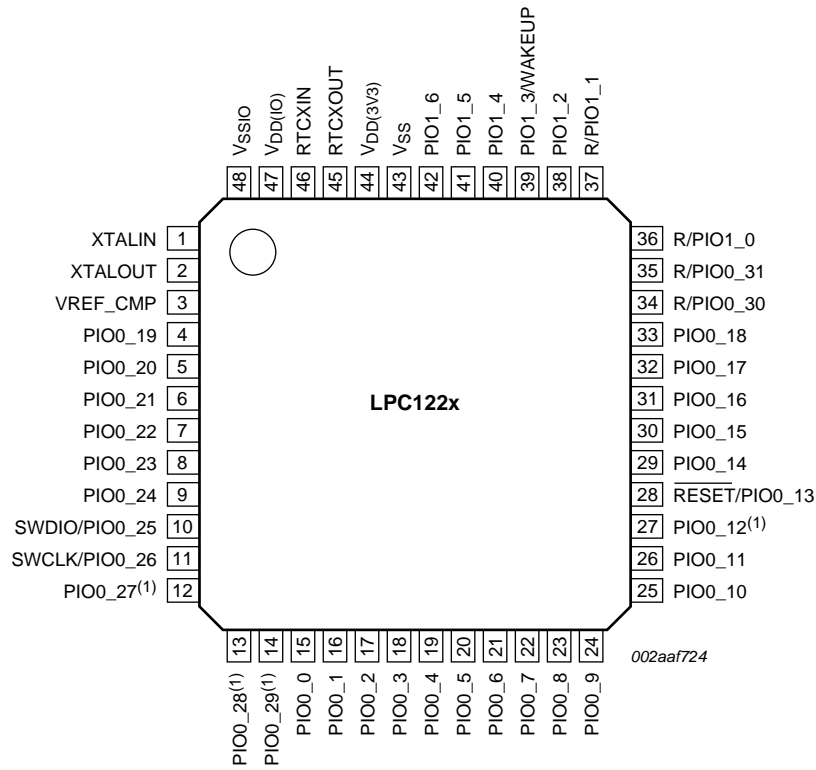 VSSIO
VDD(IO)
RTCXIN
RTCXOUT
VDD(3V3)
VSS
PIO1_6
PIO1_5
PIO1_4
PIO1_3/WAKEUP
PIO1_2
R/PIO1_1
48
47
46
45
44
43
42
41
40
39
38
37
XTALIN 1
XTALOUT 2
VREF_CMP 3
PIO0_19 4
PIO0_20 5
PIO0_21 6
PIO0_22 7
PIO0_23 8
PIO0_24 9
SWDIO/PIO0_25 10
SWCLK/PIO0_26 11
PIO0_27(1) 12
LPC122x
36 R/PIO1_0
35 R/PIO0_31
34 R/PIO0_30
33 PIO0_18
32 PIO0_17
31 PIO0_16
30 PIO0_15
29 PIO0_14
28 RESET/PIO0_13
27 PIO0_12(1)
26 PIO0_11
25 PIO0_10
13
14
15
16
17
18
19
20
21
22
23
24
PIO0_28(1)
PIO0_29(1)
PIO0_0
PIO0_1
PIO0_2
PIO0_3
PIO0_4
PIO0_5
PIO0_6
PIO0_7
PIO0_8
PIO0_9
002aaf724